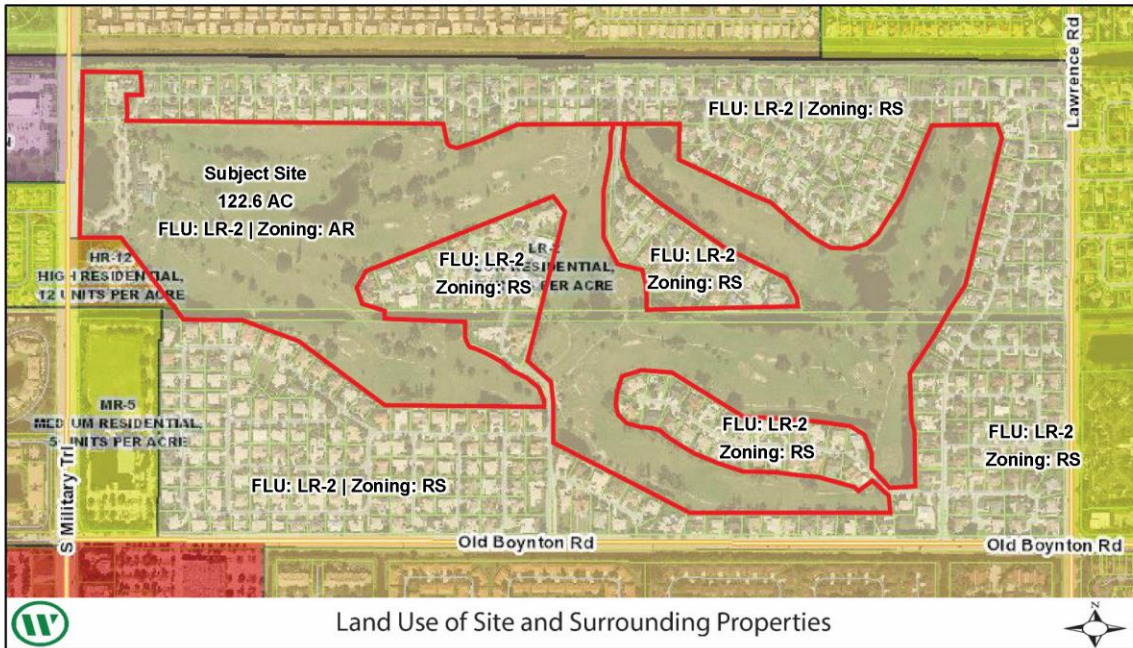 Lawrence Rd
FLU: LR-2 | Zoning: RS
Subject Site
122.6 AC
FLU: LR-2 | Zoning: AR
HR-12
HIGH RESIDENTIAL,
12 UNITS PER ACRE
FLU: LR-2
Zoning: RS
RESIDENTIAL,
PER ACRE
FLU: LR-2
Zoning: RS
MR-5
MEDIUM RESIDENTIAL,
5 UNITS PER ACRE
FLU: LR-2
Zoning: RS
FLU: LR-2
Zoning: RS
FLU: LR-2 | Zoning: RS
S Military Trl
Old Boynton Rd
Old Boynton Rd
W
Land Use of Site and Surrounding Properties
N